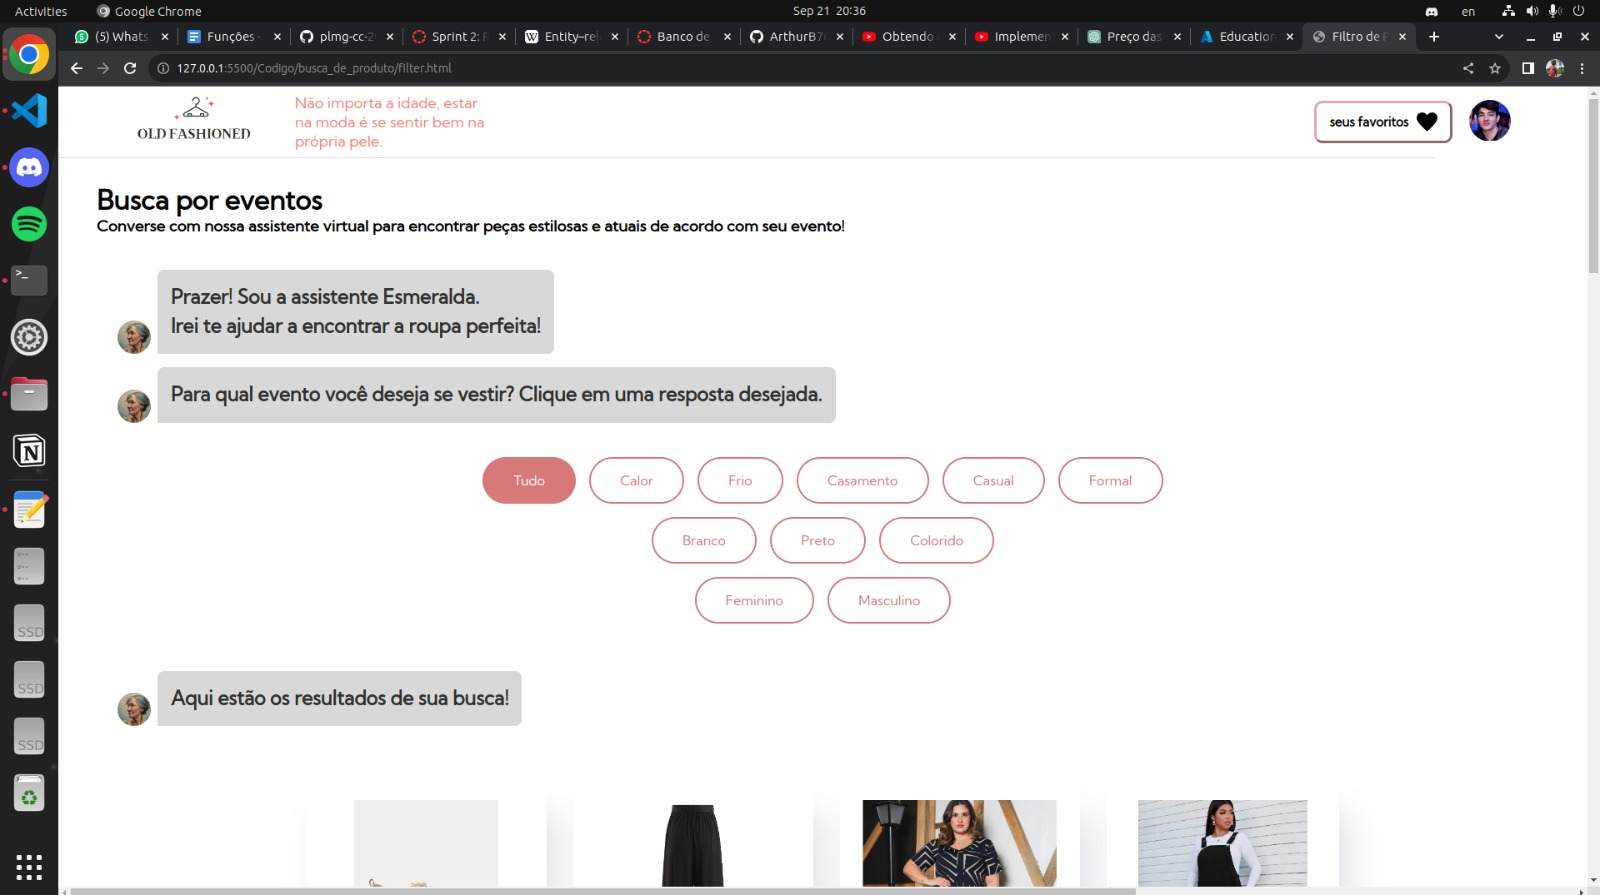 Activities
Google Chrome
Sep 21 20:36
en
(5) Whats
Funções -
plmg-cc-2
Sprint 2: P
Entity–rel
Banco de
ArthurB7
Obtendo
Implemen
Preço das
Education
Filtro de P
127.0.0.1:5500/Codigo/busca_de_produto/filter.html
OLD FASHIONED
Não importa a idade, estar
na moda é se sentir bem na
própria pele.
seus favoritos
Busca por eventos
Converse com nossa assistente virtual para encontrar peças estilosas e atuais de acordo com seu evento!
Prazer! Sou a assistente Esmeralda.
Irei te ajudar a encontrar a roupa perfeita!
Para qual evento você deseja se vestir? Clique em uma resposta desejada.
Tudo
Calor
Frio
Casamento
Casual
Formal
Branco
Preto
Colorido
Feminino
Masculino
Aqui estão os resultados de sua busca!
SSD
SSD
SSD